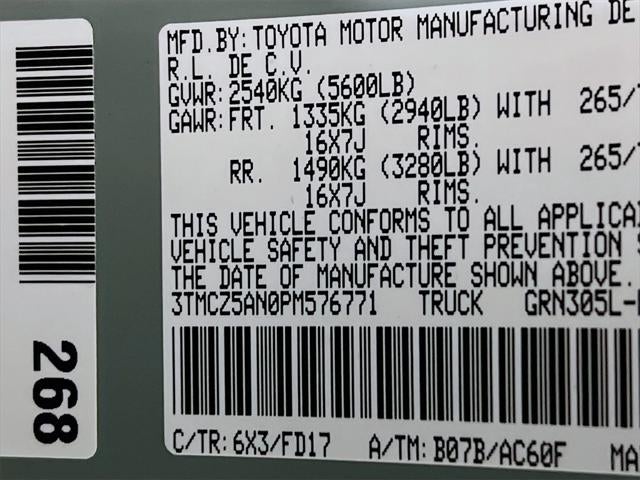 MFD.BY:TOYOTA MOTOR MANUFACTURING DE
R.L. DE C.V.
GVWR:2540KG (5600LB)
GAWR:FRT. 1335KG (2940LB) WITH 265/
16X7J RIMS.
RR. 1490KG (3280LB) WITH 265/
16X7J RIMS.
THIS VEHICLE CONFORMS TO ALL APPLICA
VEHICLE SAFETY AND THEFT PREVENTION
THE DATE OF MANUFACTURE SHOWN ABOVE.
3TMCZ5AN0PM576771 TRUCK GRN305L-
C/TR:6X3/FD17 A/TM:B07B/AC60F MA
268